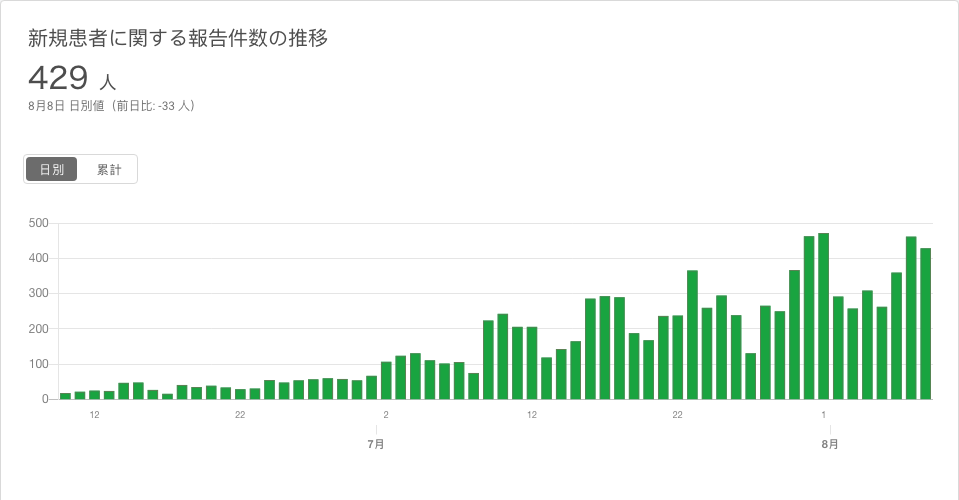 新規患者に関する報告件数の推移
429 人
8月8日 日別値（前日比: -33 人）
日別 累計
500
400
300
200
100
0
12 22 2 12 22 1
7月 8月